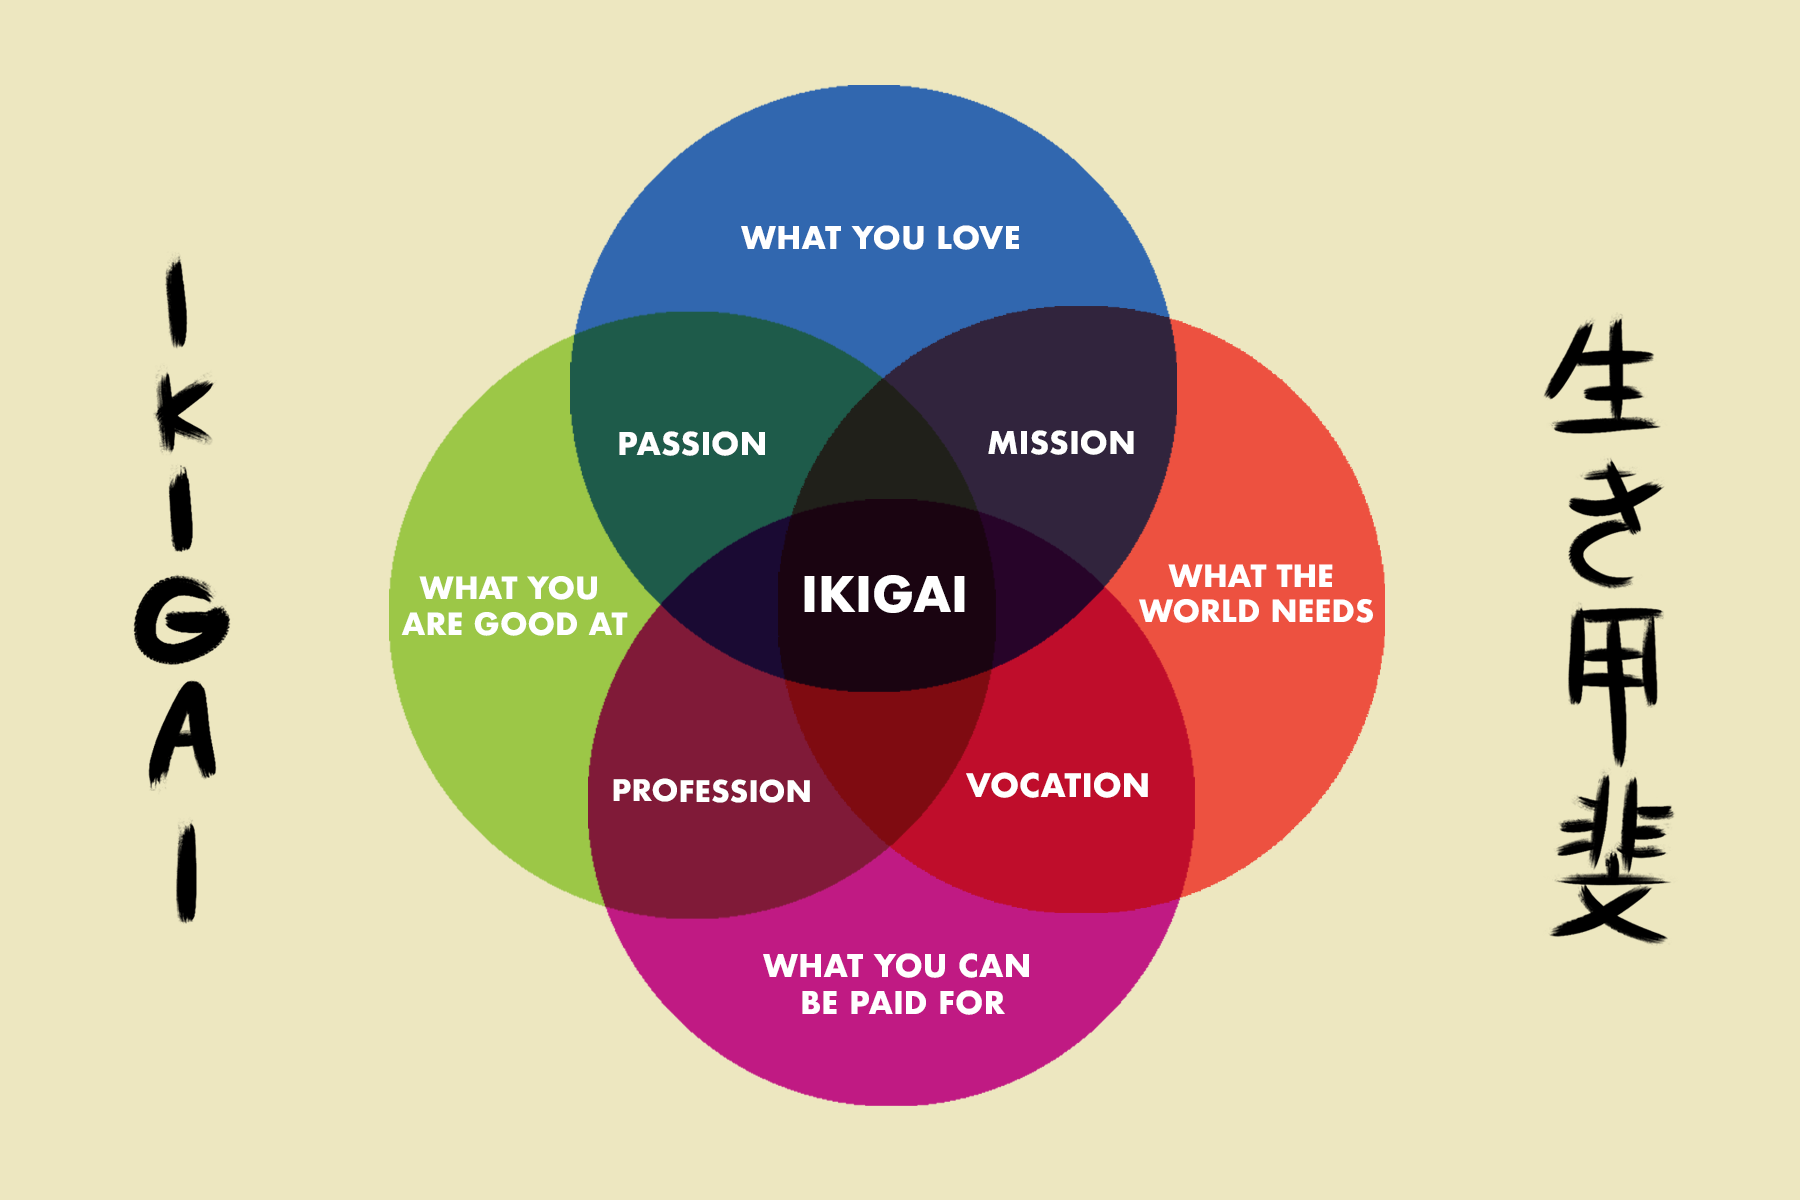 IKIGAI
WHAT YOU LOVE
PASSION
MISSION
WHAT YOU
ARE GOOD AT
IKIGAI
WHAT THE
WORLD NEEDS
PROFESSION
VOCATION
WHAT YOU CAN
BE PAID FOR
生き甲斐